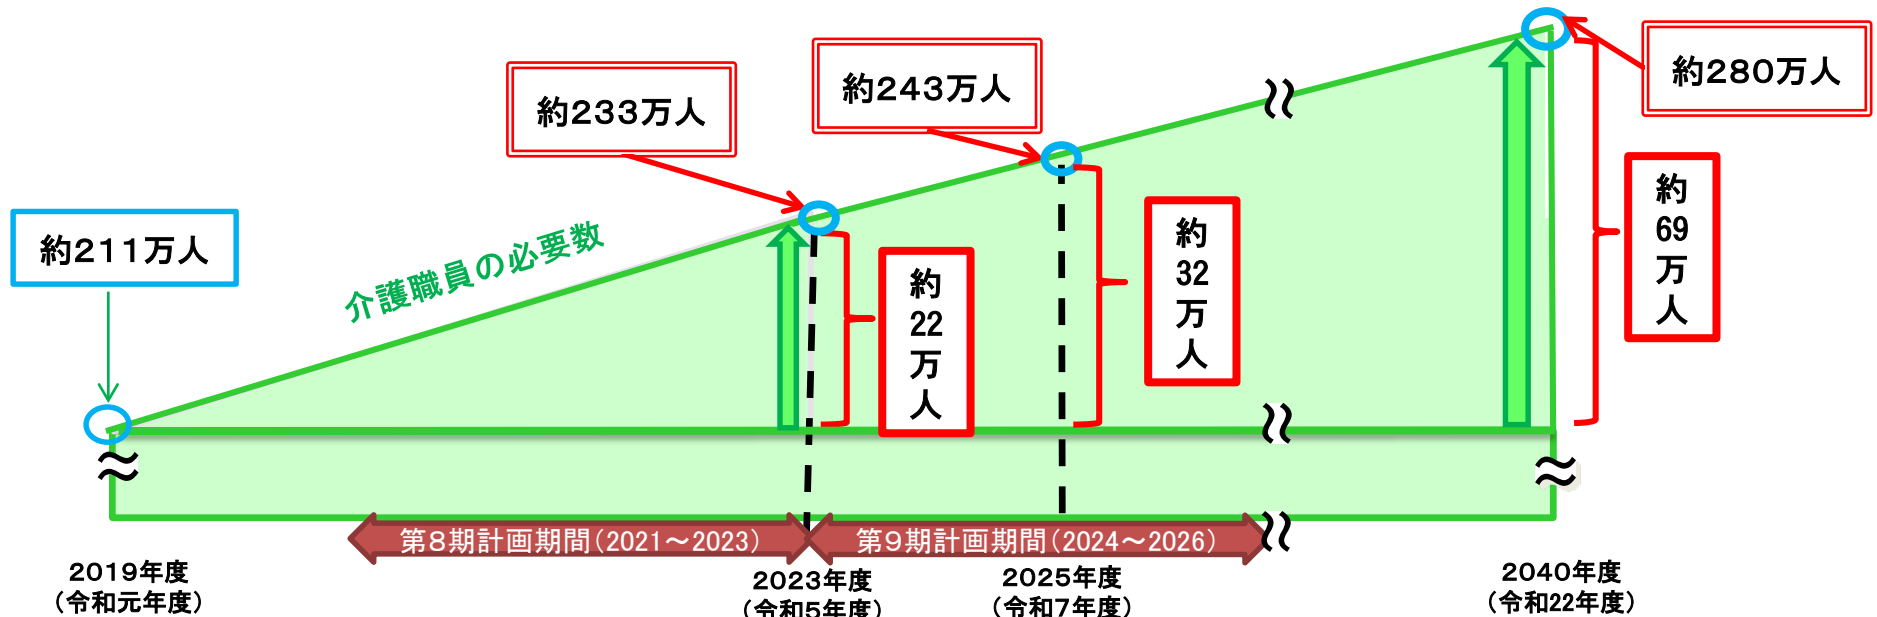 約280万人
約243万人
約233万人
約211万人
介護職員の必要数
約
22
万
人
約
32
万
人
約
69
万
人
第8期計画期間(2021~2023)
第9期計画期間(2024~2026)
2019年度
(令和元年度)
2023年度
(令和5年度)
2025年度
(令和7年度)
2040年度
(令和22年度)